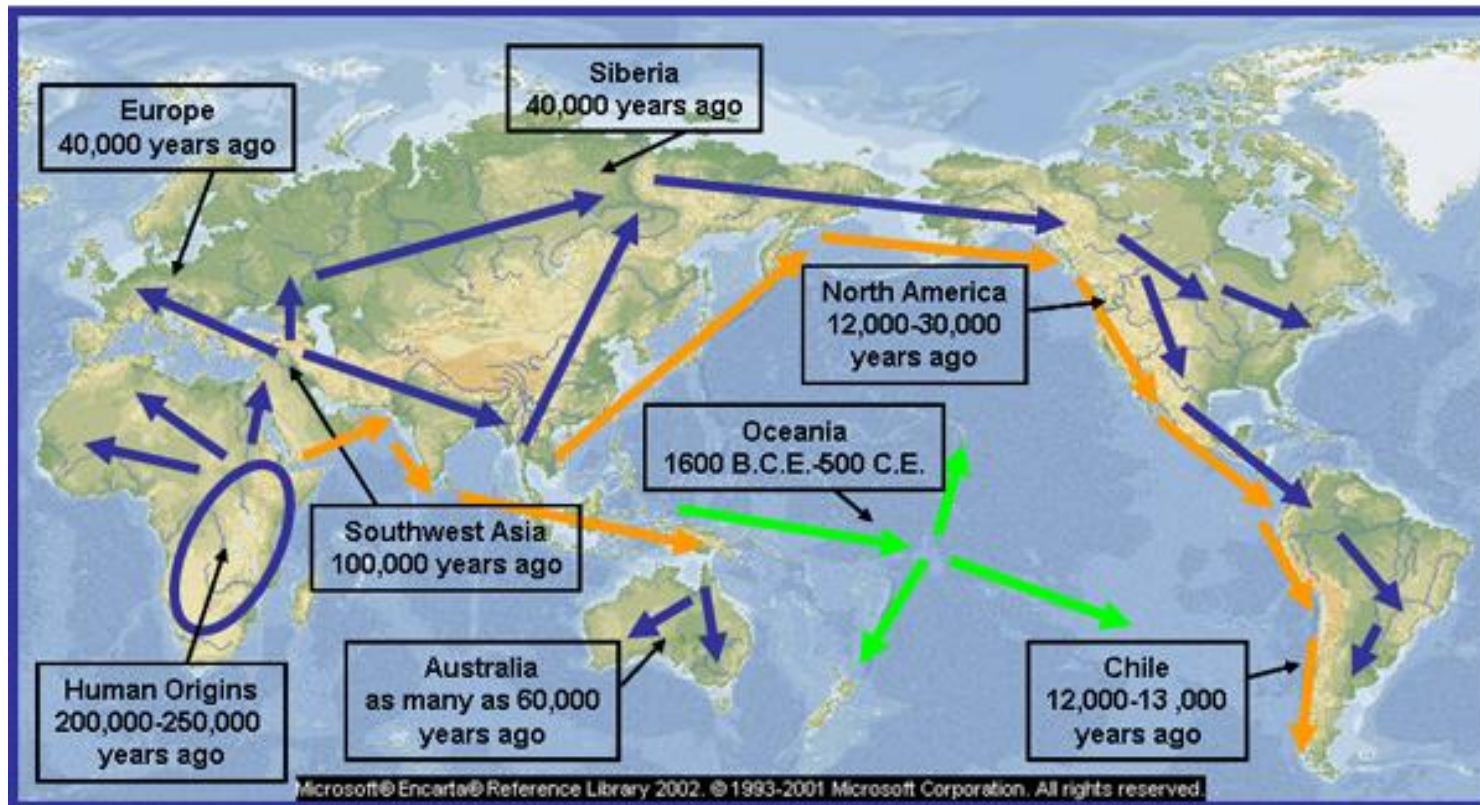 Siberia
40,000 years ago
Europe
40,000 years ago
North America
12,000-30,000
years ago
Oceania
1600 B.C.E.-500 C.E.
Southwest Asia
100,000 years ago
Human Origins
200,000-250,000
years ago
Australia
as many as 60,000
years ago
Chile
12,000-13 ,000
years ago
Microsoft® Encarta® Reference Library 2002. © 1993-2001 Microsoft Corporation. All rights reserved.